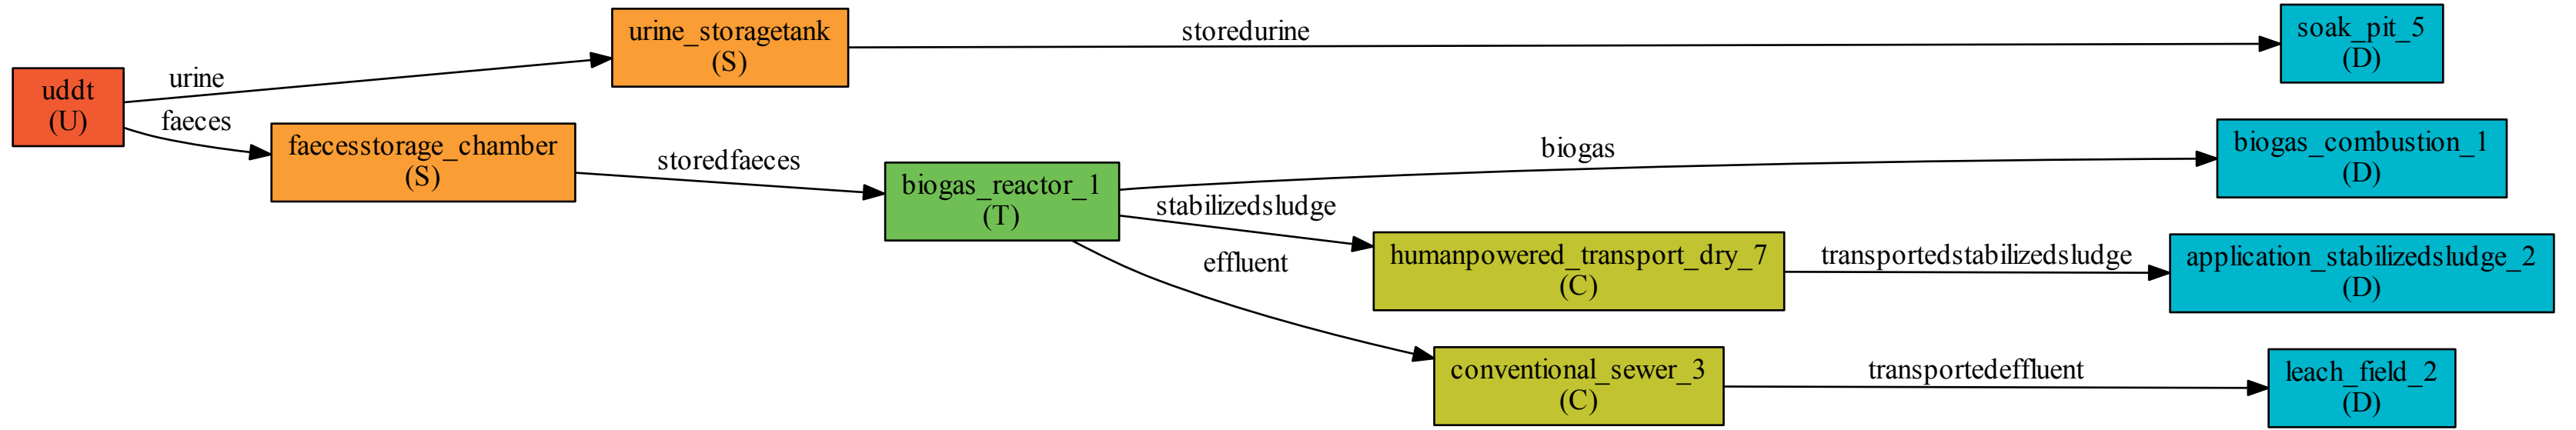 uddt
(U)
urine
faeces
urine_storagetank
(S)
storedurine
soak_pit_5
(D)
faecesstorage_chamber
(S)
storedfaeces
biogas_reactor_1
(T)
biogas
biogas_combustion_1
(D)
stabilizedsludge
humanpowered_transport_dry_7
(C)
transportedstabilizedsludge
application_stabilizedsludge_2
(D)
effluent
conventional_sewer_3
(C)
transportedeffluent
leach_field_2
(D)